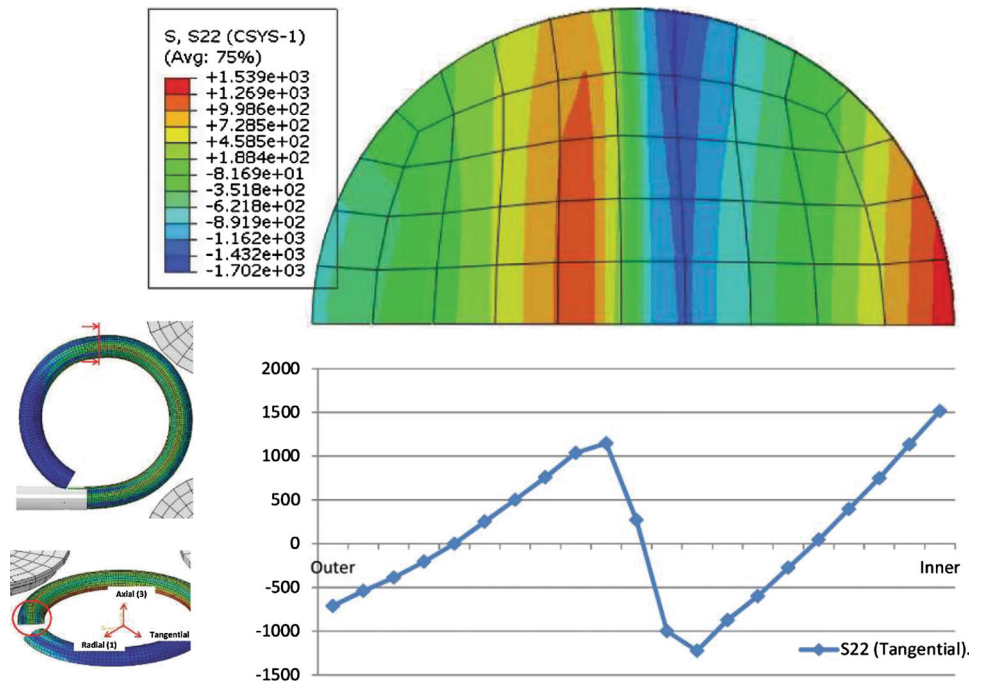 S, S22 (CSYS-1)
(Avg: 75%)
+1.539e+03
+1.269e+03
+9.986e+02
+7.285e+02
+4.585e+02
+1.884e+02
-8.169e+01
-3.518e+02
-6.218e+02
-8.919e+02
-1.162e+03
-1.432e+03
-1.702e+03
2000
1500
1000
500
0
-500
-1000
-1500
Outer
Inner
S22 (Tangential).
Axial (3)
Radial (1)
Tangential